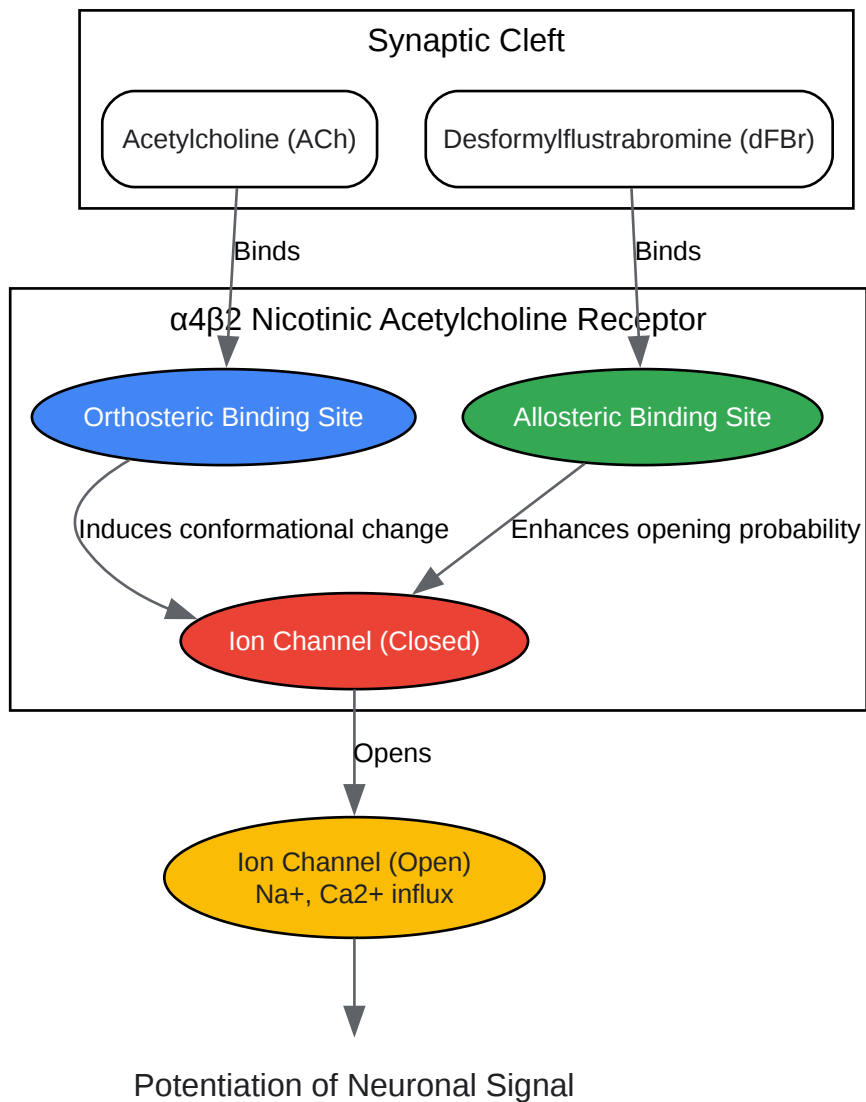 Synaptic Cleft
Acetylcholine (ACh)
Desformylflustrabromine (dFBr)
Binds
Binds
α4β2 Nicotinic Acetylcholine Receptor
Orthosteric Binding Site
Allosteric Binding Site
Induces conformational change
Enhances opening probability
Ion Channel (Closed)
Opens
Ion Channel (Open)
Na+, Ca2+ influx
Potentiation of Neuronal Signal